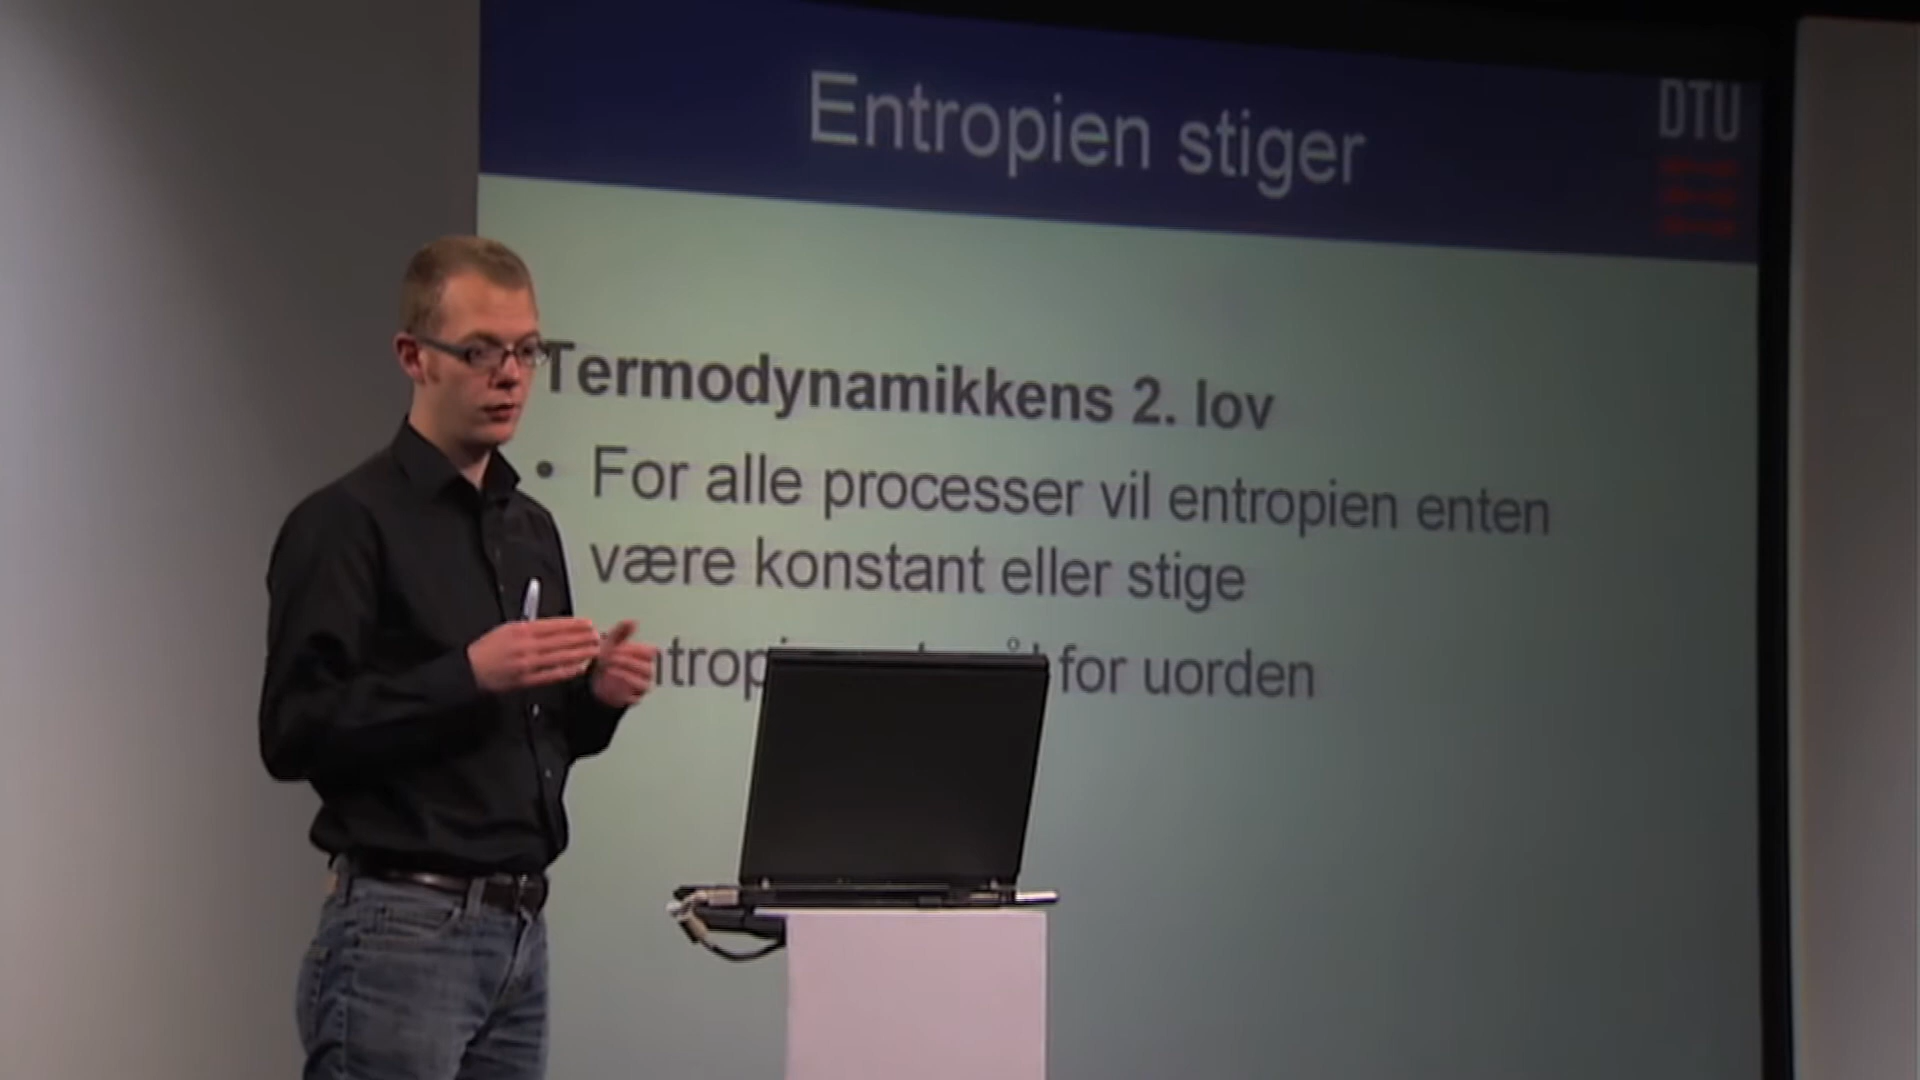 Entropien stiger
DTU
Termodynamikkens 2. lov
• For alle processer vil entropien enten
være konstant eller stige
for uorden